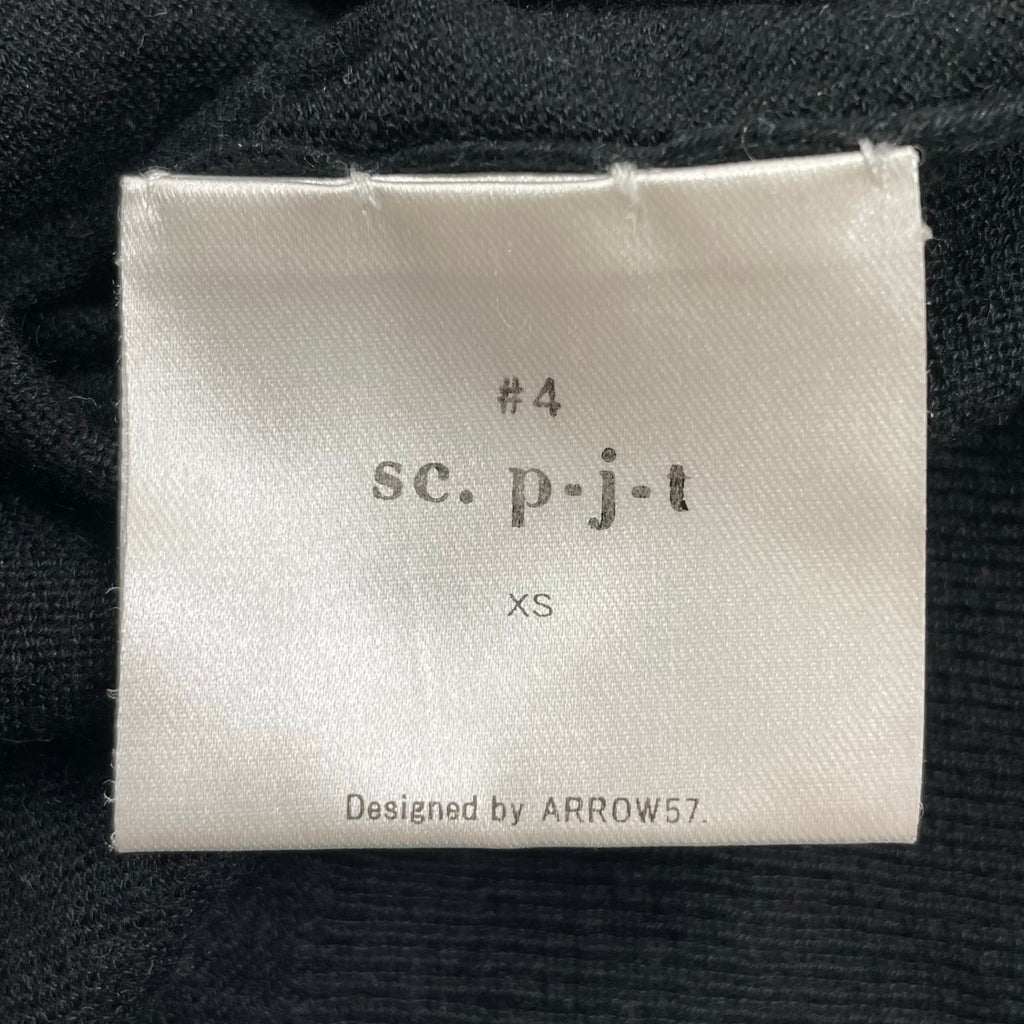 #4
sc. p-j-t
XS
Designed by ARROW57.